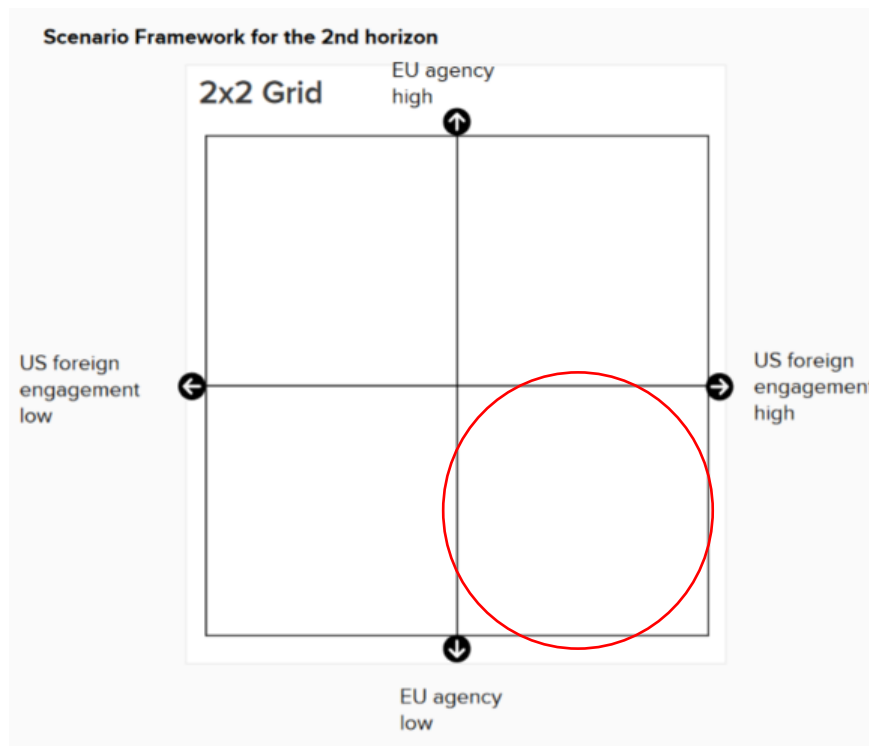 Scenario Framework for the 2nd horizon
2x2 Grid
EU agency
high
US foreign
engagement
low
US foreign
engagement
high
EU agency
low